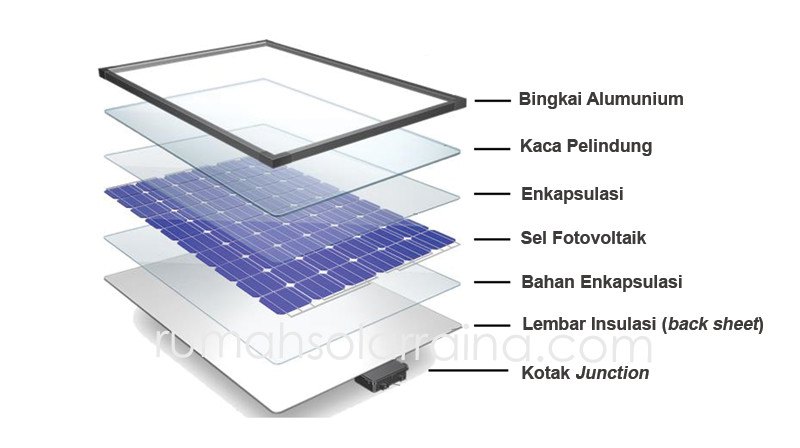 Bingkai Alumunium
Kaca Pelindung
Enkapsulasi
Sel Fotovoltaik
Bahan Enkapsulasi
Lembar Insulasi (back sheet)
rumahsolarraina.com
Kotak Junction